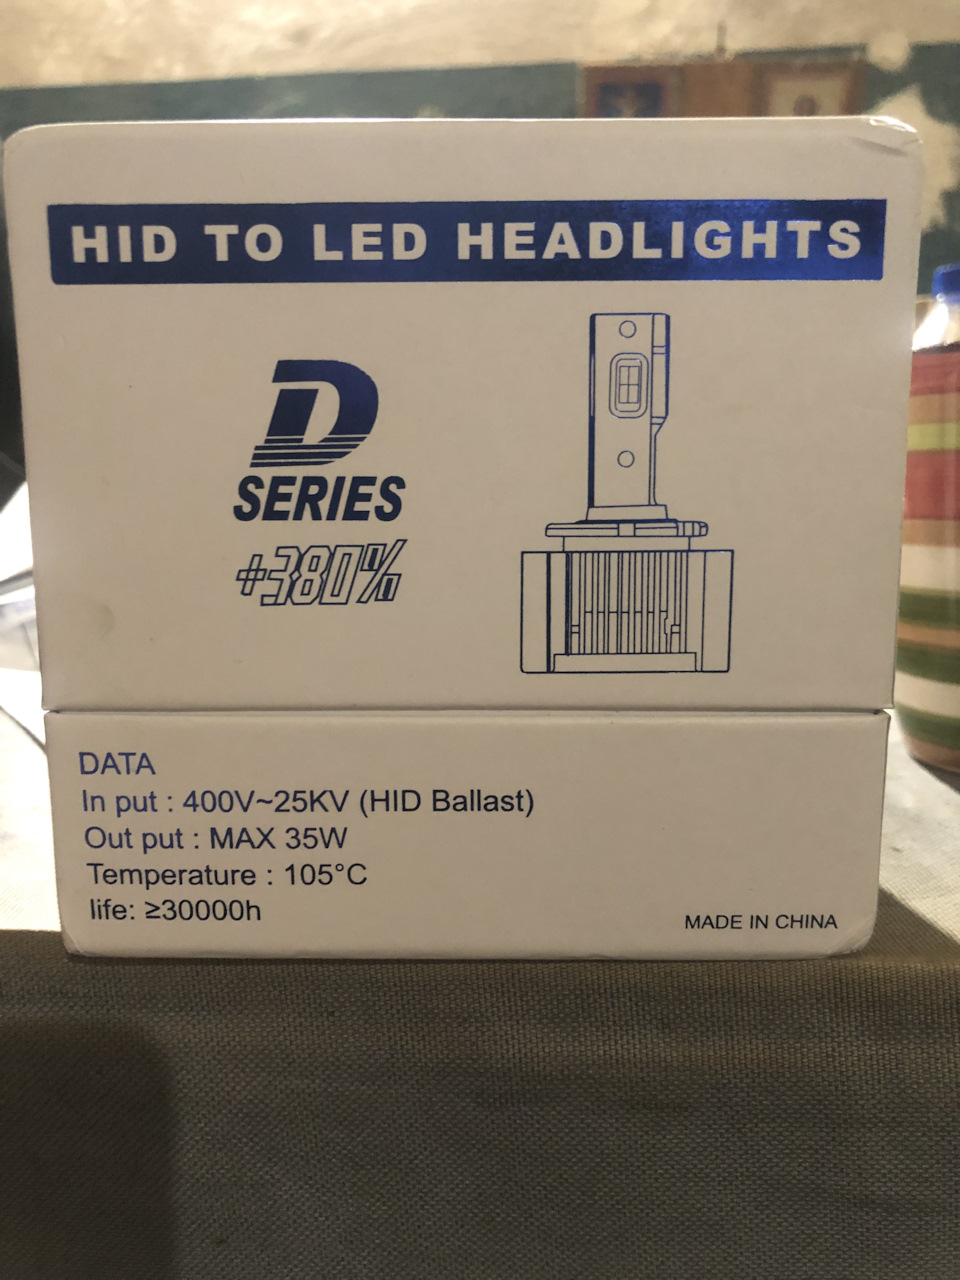 HID TO LED HEADLIGHTS
D
SERIES
+380%
DATA
In put : 400V~25KV (HID Ballast)
Out put : MAX 35W
Temperature : 105°C
life: ≥30000h
MADE IN CHINA